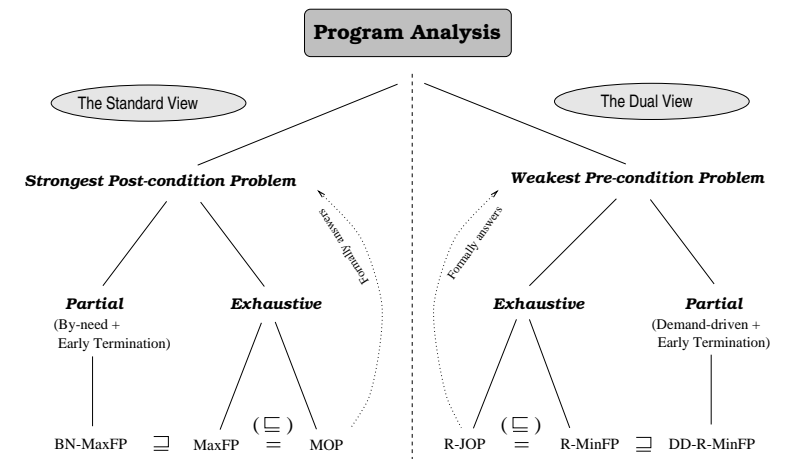 Program Analysis
The Standard View
The Dual View
Strongest Post-condition Problem
Weakest Pre-condition Problem
Formally answers
Formally answers
Partial
(By-need +
Early Termination)
Exhaustive
Exhaustive
Partial
(Demand-driven +
Early Termination)
(⊑)
(⊑)
BN-MaxFP ⊒ MaxFP = MOP
R-JOP = R-MinFP ⊒ DD-R-MinFP